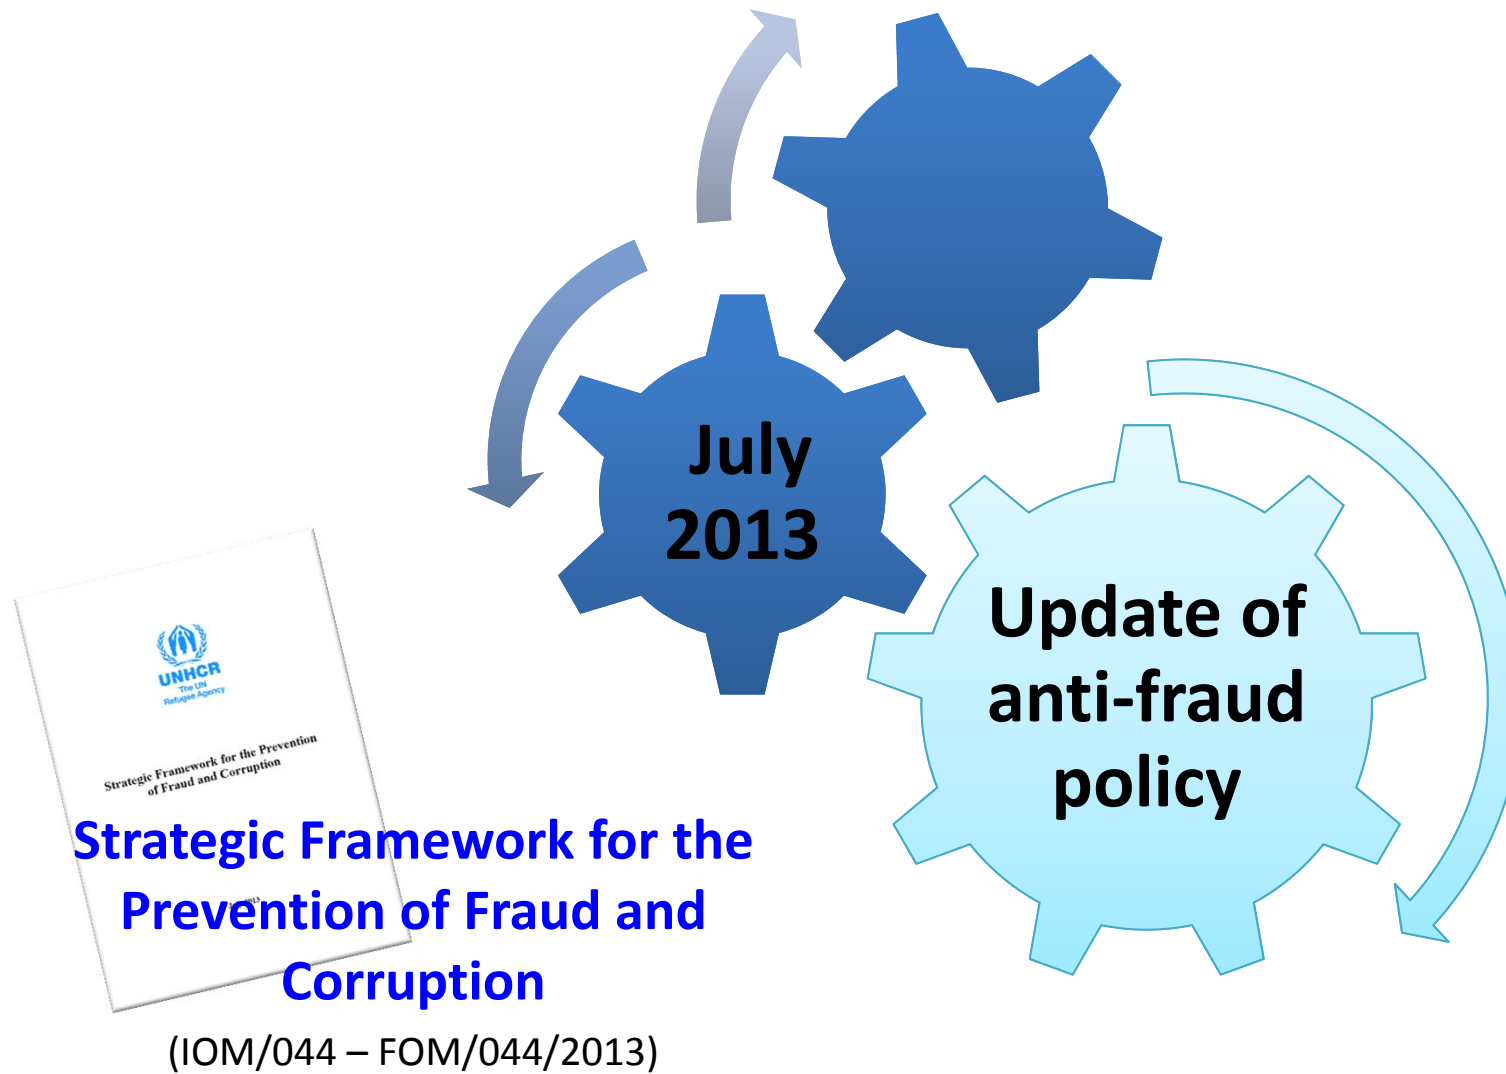 July
2013
Update of
anti-fraud
policy
UNHCR
The UN
Refugee Agency
Strategic Framework for the Prevention
of Fraud and Corruption
Strategic Framework for the
Prevention of Fraud and
Corruption
(IOM/044 – FOM/044/2013)